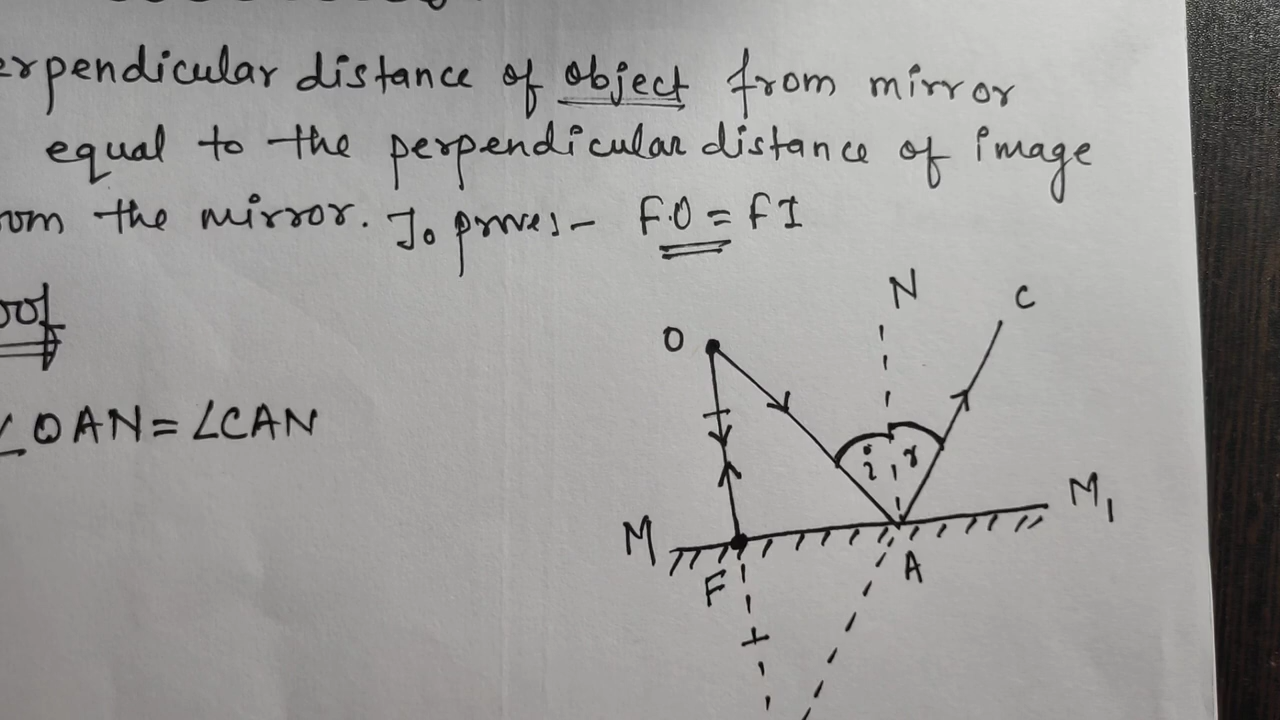 erpendicular distance of object from mirror
equal to the perpendicular distance of image
rom the mirror. To prove:- F.O = FI
N
C
O
oof
∠OAN = ∠CAN
i r
M M1
F A